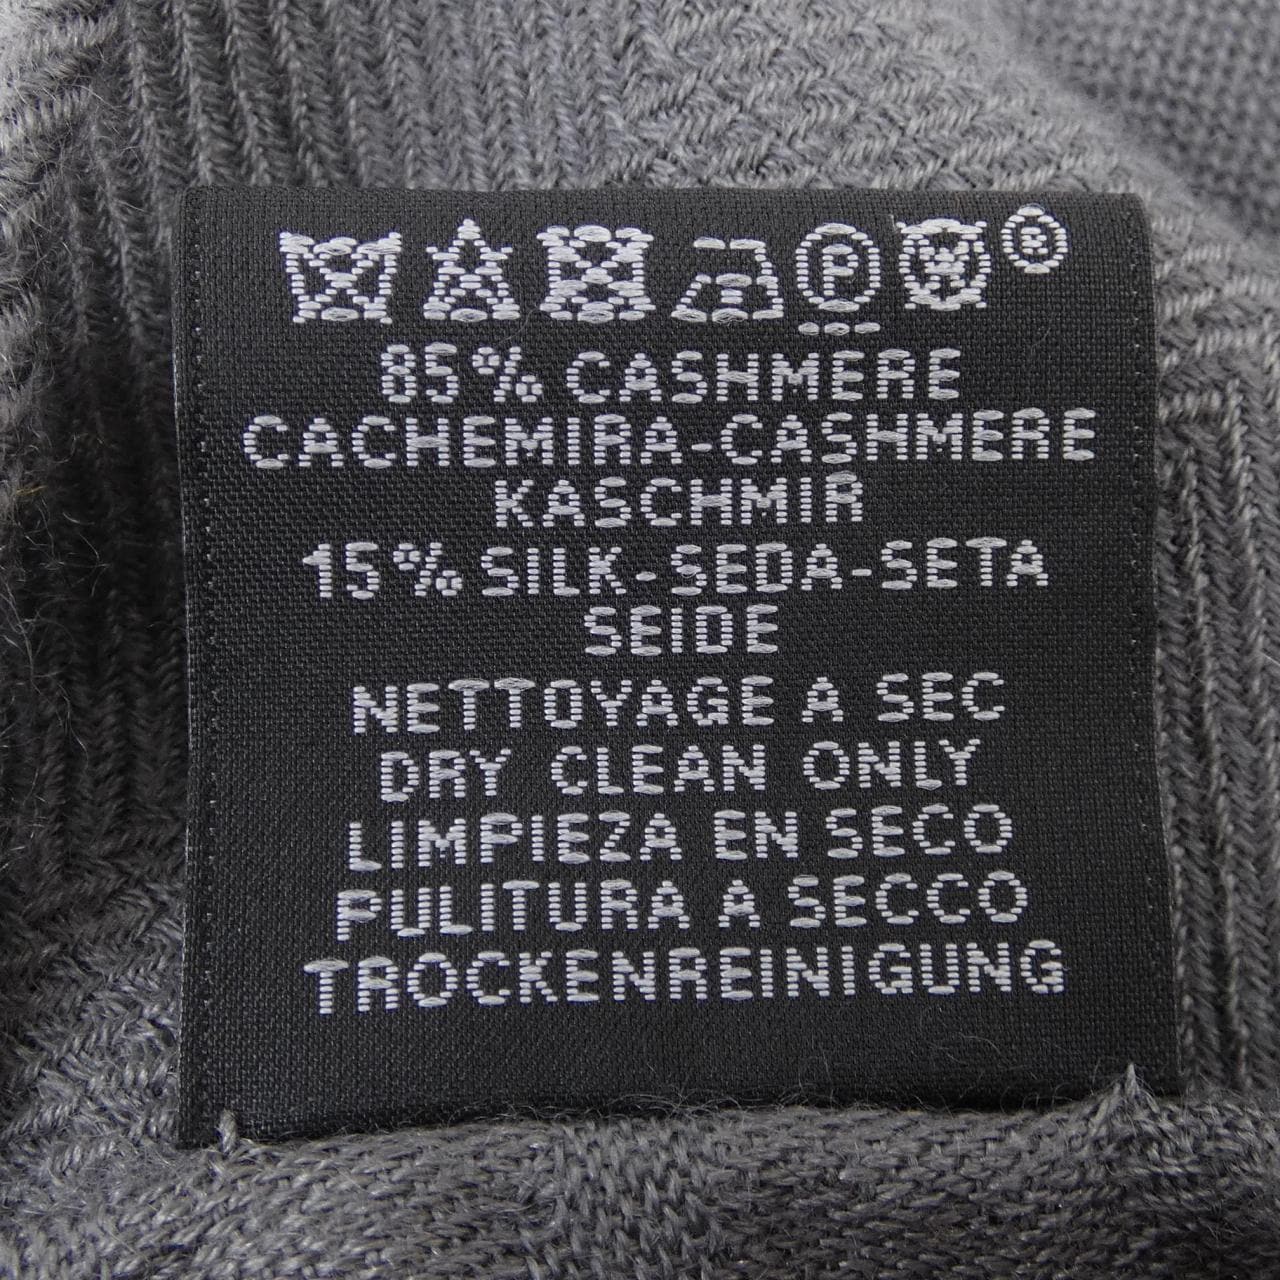 P ®
85% CASHMERE
CACHEMIRA-CASHMERE
KASCHMIR
15% SILK-SEDA-SETA
SEIDE
NETTOYAGE A SEC
DRY CLEAN ONLY
LIMPIEZA EN SECO
PULITURA A SECCO
TROCKENREINIGUNG